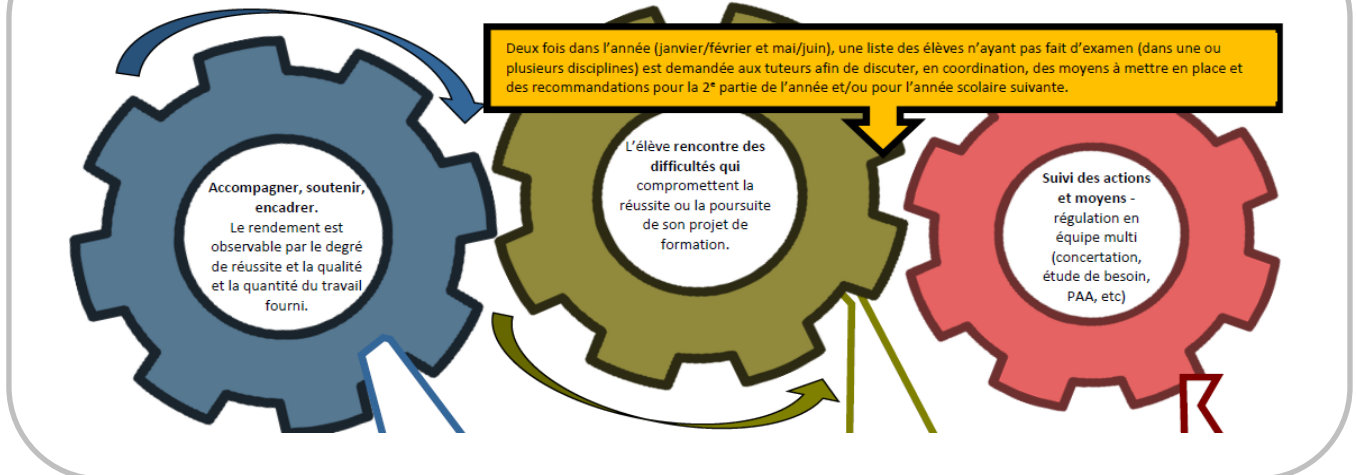 Deux fois dans l'année (janvier/février et mai/juin), une liste des élèves n'ayant pas fait d'examen (dans une ou
plusieurs disciplines) est demandée aux tuteurs afin de discuter, en coordination, des moyens à mettre en place et
des recommandations pour la 2ᵉ partie de l'année et/ou pour l'année scolaire suivante.
Accompagner, soutenir,
encadrer.
Le rendement est
observable par le degré
de réussite et la qualité
et la quantité du travail
fourni.
L'élève rencontre des
difficultés qui
compromettent la
réussite ou la poursuite
de son projet de
formation.
Suivi des actions
et moyens -
régulation en
équipe multi
(concertation,
étude de besoin,
PAA, etc)